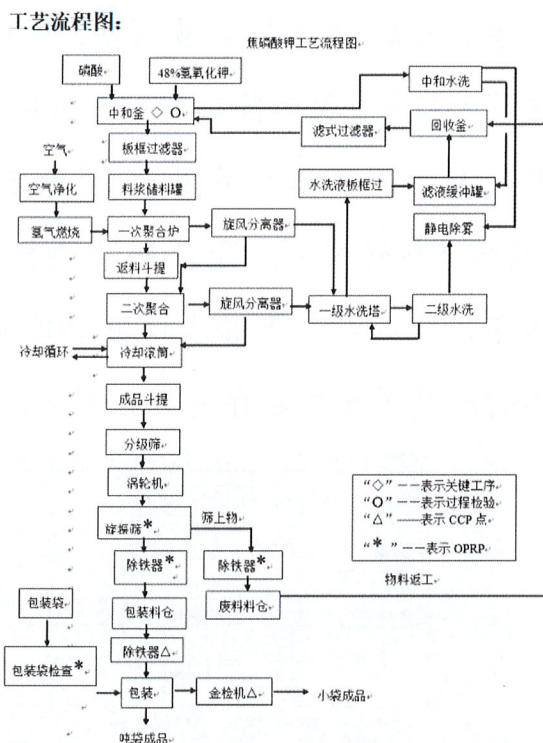 工艺流程图：
焦磷酸钾工艺流程图
磷酸
48%氢氧化钾
中和水洗
中和釜 ◇ O
滤式过滤器
回收釜
空气
板框过滤器
空气净化
料浆储料罐
水洗液板框过
滤液缓冲罐
氢气燃烧
一次聚合炉
旋风分离器
静电除雾
返料斗提
二次聚合
旋风分离器
一级水洗塔
二级水洗
冷却循环
冷却滚筒
成品斗提
分级筛
涡轮机
“◇”——表示关键工序
“O”——表示过程检验
“△”——表示 CCP 点
“*”——表示 OPRP
旋振筛*
筛上物
除铁器*
除铁器*
物料返工
包装袋
包装料仓
废料料仓
除铁器△
包装袋检查*
包装
金检机△
小袋成品
吨袋成品